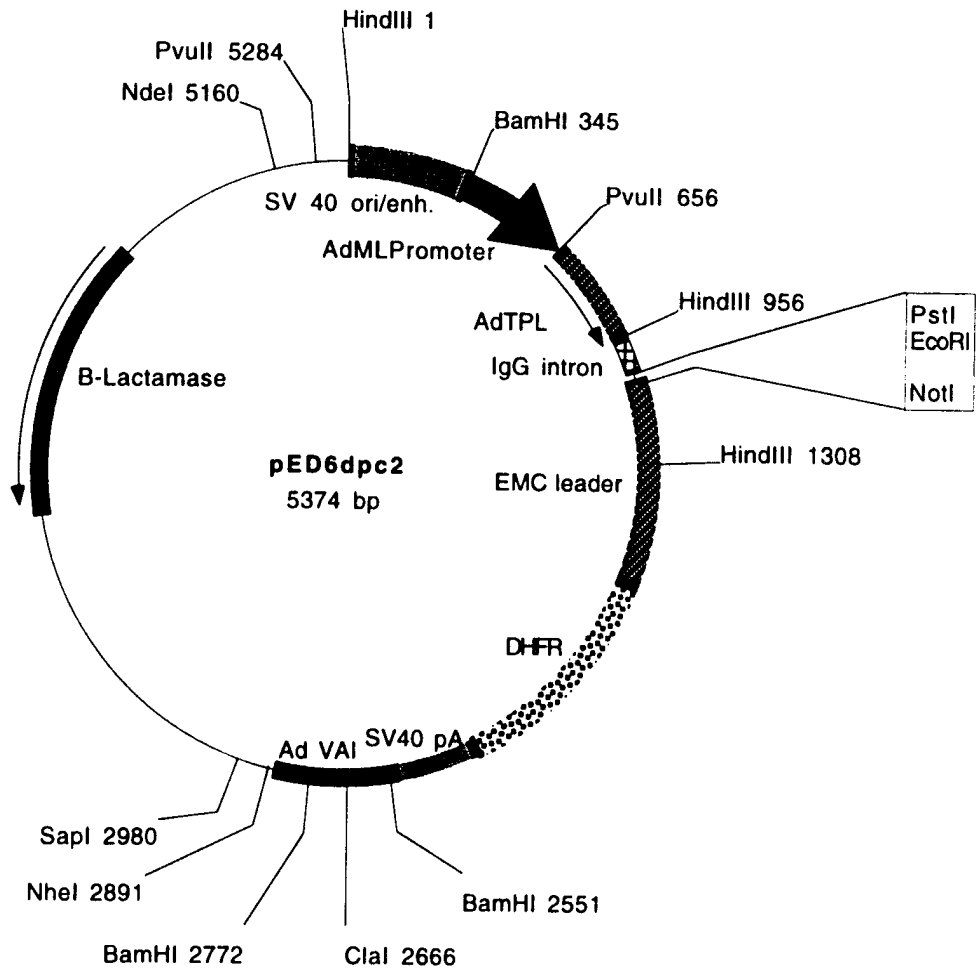 HindIII 1
PvuII 5284
NdeI 5160
BamHI 345
SV 40 ori/enh.
PvuII 656
AdMLPromoter
HindIII 956
AdTPL
PstI
EcoRI
NotI
IgG intron
B-Lactamase
pED6dpc2
5374 bp
HindIII 1308
EMC leader
DHFR
SV40 pA
Ad VAI
SapI 2980
NheI 2891
BamHI 2551
BamHI 2772
ClaI 2666